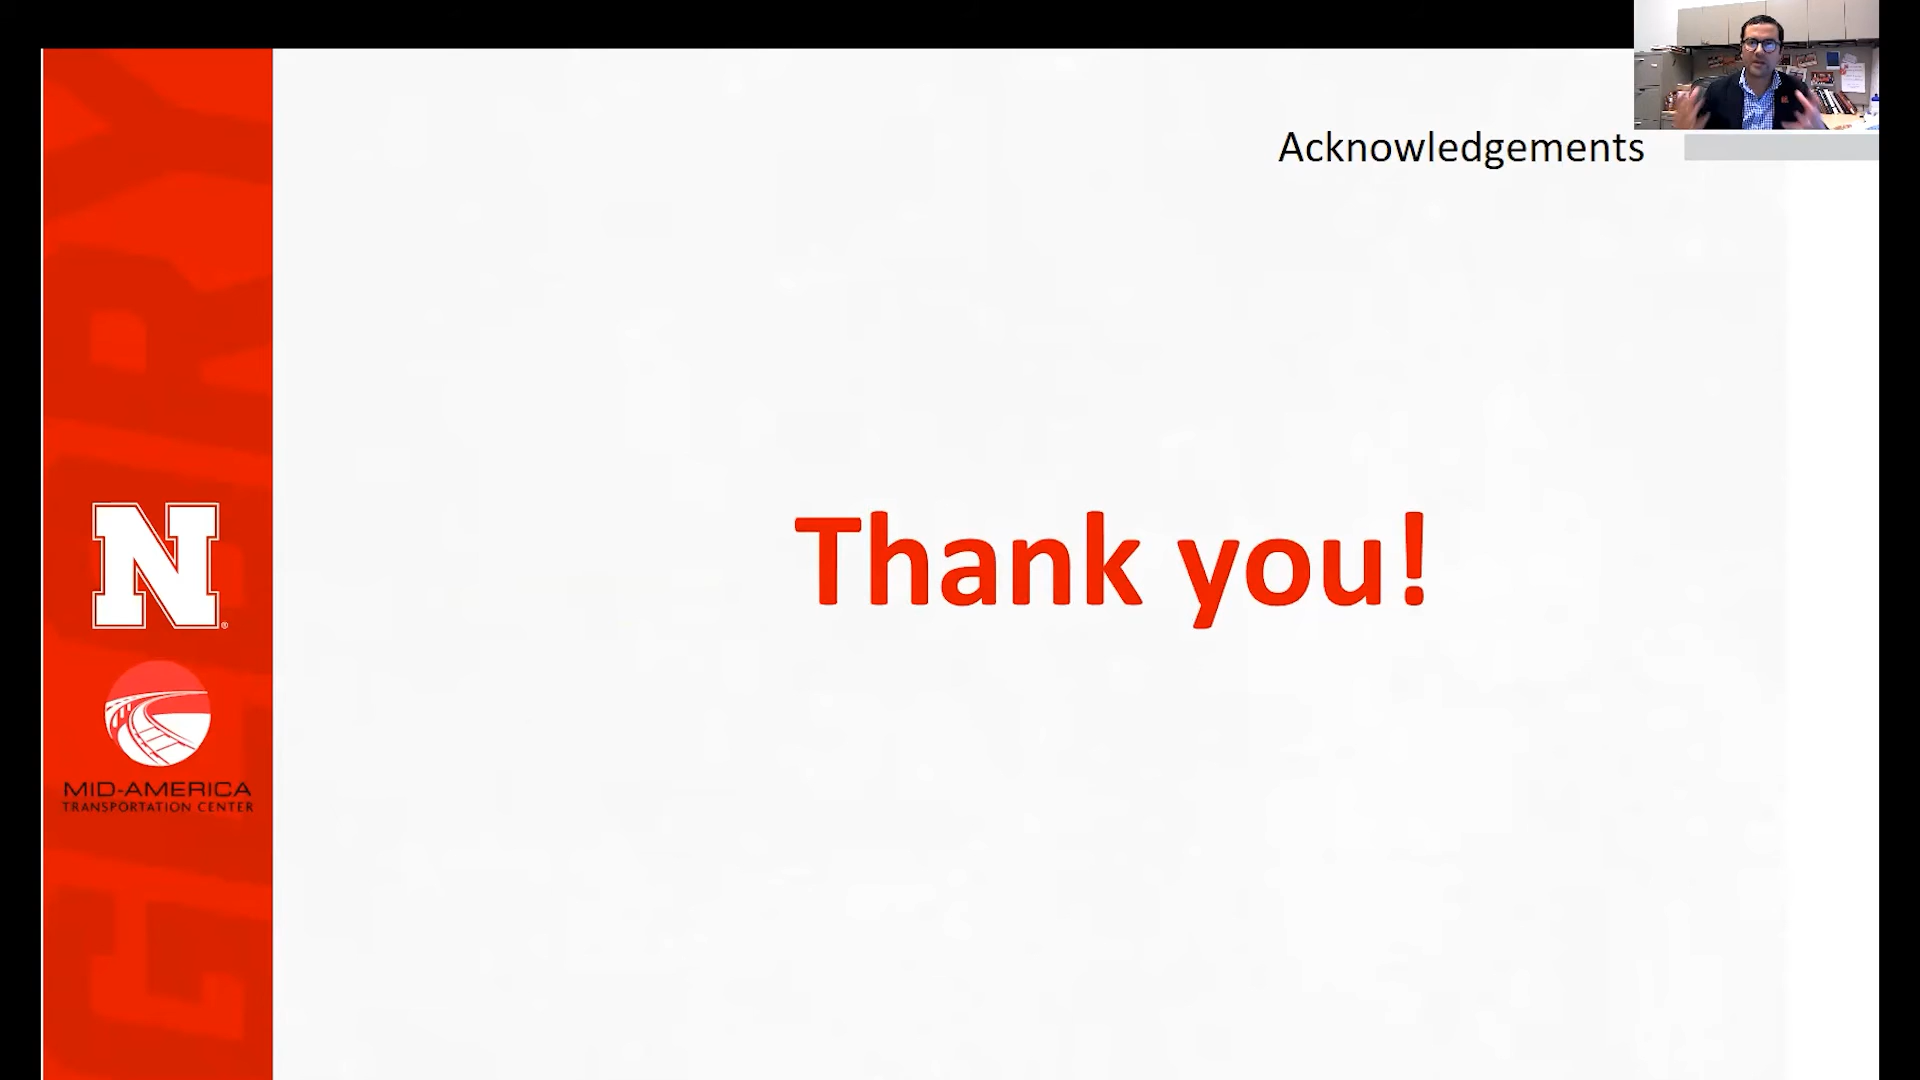 Acknowledgements
Thank you!
N
®
MID-AMERICA
TRANSPORTATION CENTER